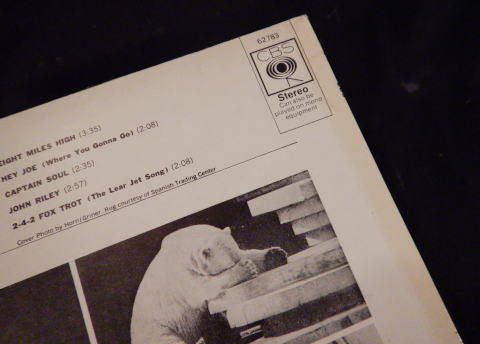 62783
CBS
Stereo
Can also be
played on mono
equipment
EIGHT MILES HIGH (3:35)
HEY JOE (Where You Gonna Go) (2:08)
CAPTAIN SOUL (2:35)
JOHN RILEY (2:57)
2-4-2 FOX TROT (The Lear Jet Song) (2:08)
Cover Photo by Horn/Griner. Rug courtesy of Spanish Trading Center